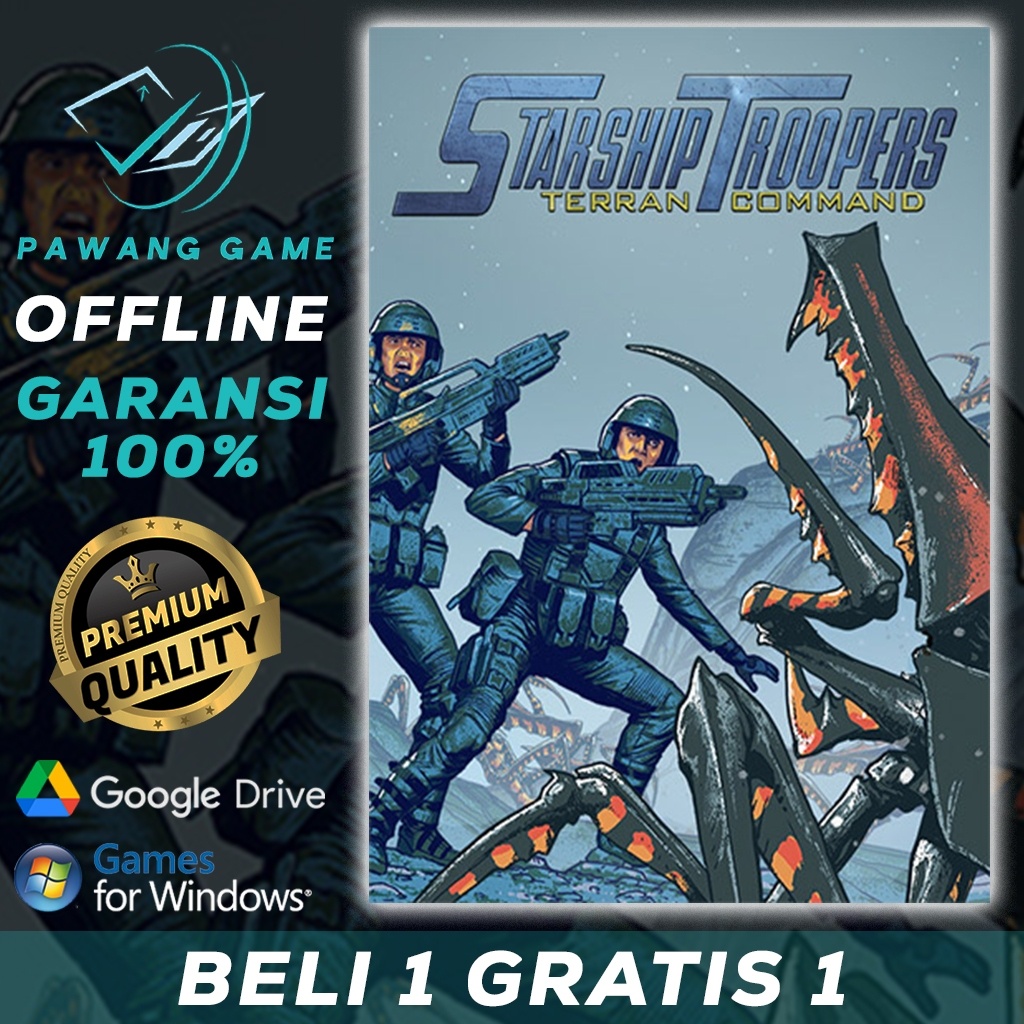 PAWANG GAME
OFFLINE
GARANSI
100%
PREMIUM QUALITY
PREMIUM
QUALITY
Google Drive
Games
for Windows®
STARSHIP TROOPERS
TERRAN COMMAND
BELI 1 GRATIS 1